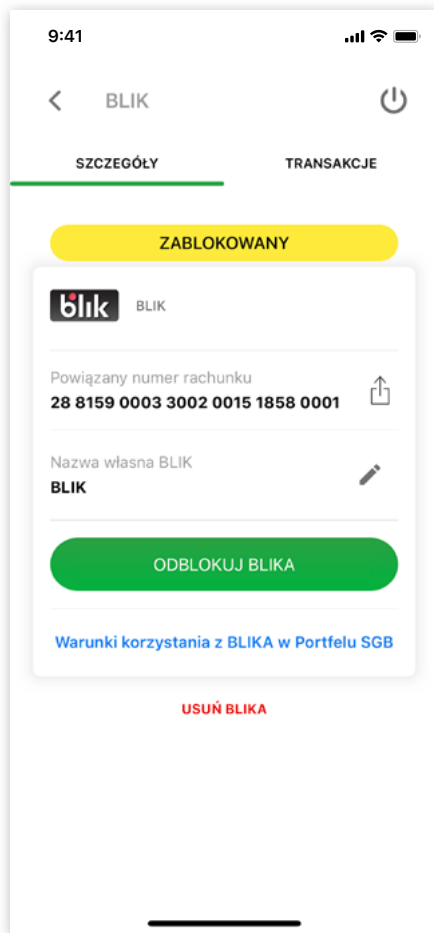 9:41
BLIK
SZCZEGÓŁY TRANSAKCJE
ZABLOKOWANY
blik BLIK
Powiązany numer rachunku
28 8159 0003 3002 0015 1858 0001
Nazwa własna BLIK
BLIK
ODBLOKUJ BLIKA
Warunki korzystania z BLIKA w Portfelu SGB
USUŃ BLIKA